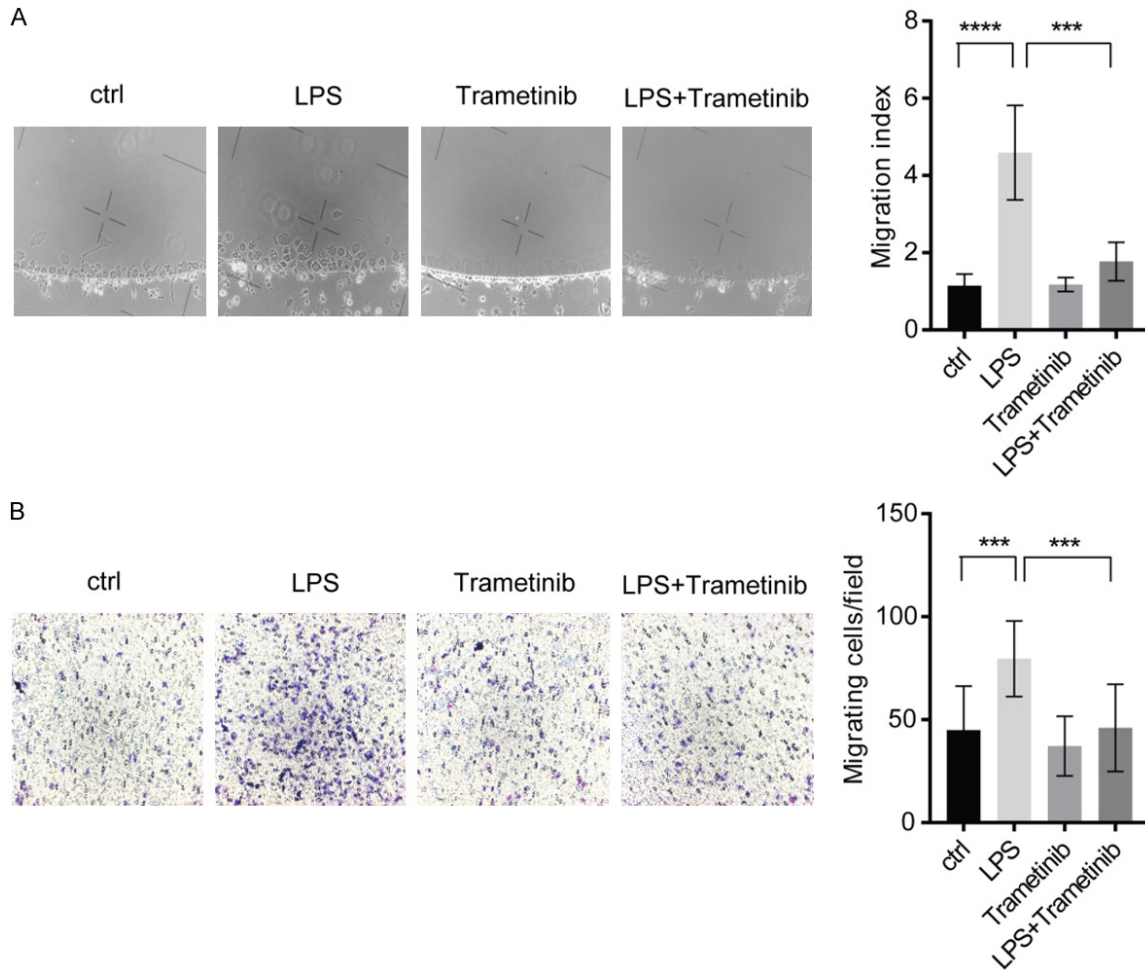 A
ctrl
LPS
Trametinib
LPS+Trametinib
Migration index
8
6
4
2
0
****
***
ctrl
LPS
Trametinib
LPS+Trametinib
B
ctrl
LPS
Trametinib
LPS+Trametinib
Migrating cells/field
150
100
50
0
***
***
ctrl
LPS
Trametinib
LPS+Trametinib